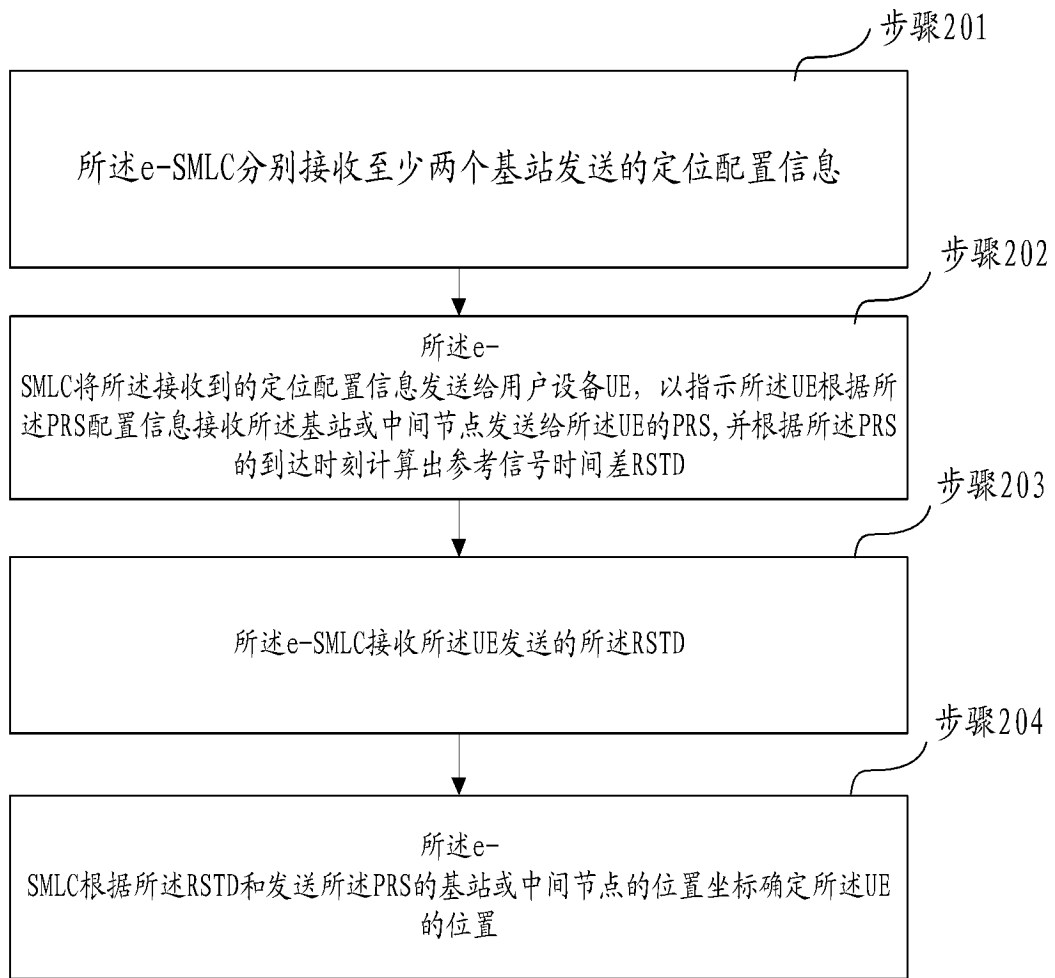 步骤201
所述e-SMLC分别接收至少两个基站发送的定位配置信息
步骤202
所述e-
SMLC将所述接收到的定位配置信息发送给用户设备UE，以指示所述UE根据所
述PRS配置信息接收所述基站或中间节点发送给所述UE的PRS,并根据所述PRS
的到达时刻计算出参考信号时间差RSTD
步骤203
所述e-SMLC接收所述UE发送的所述RSTD
步骤204
所述e-
SMLC根据所述RSTD和发送所述PRS的基站或中间节点的位置坐标确定所述UE
的位置